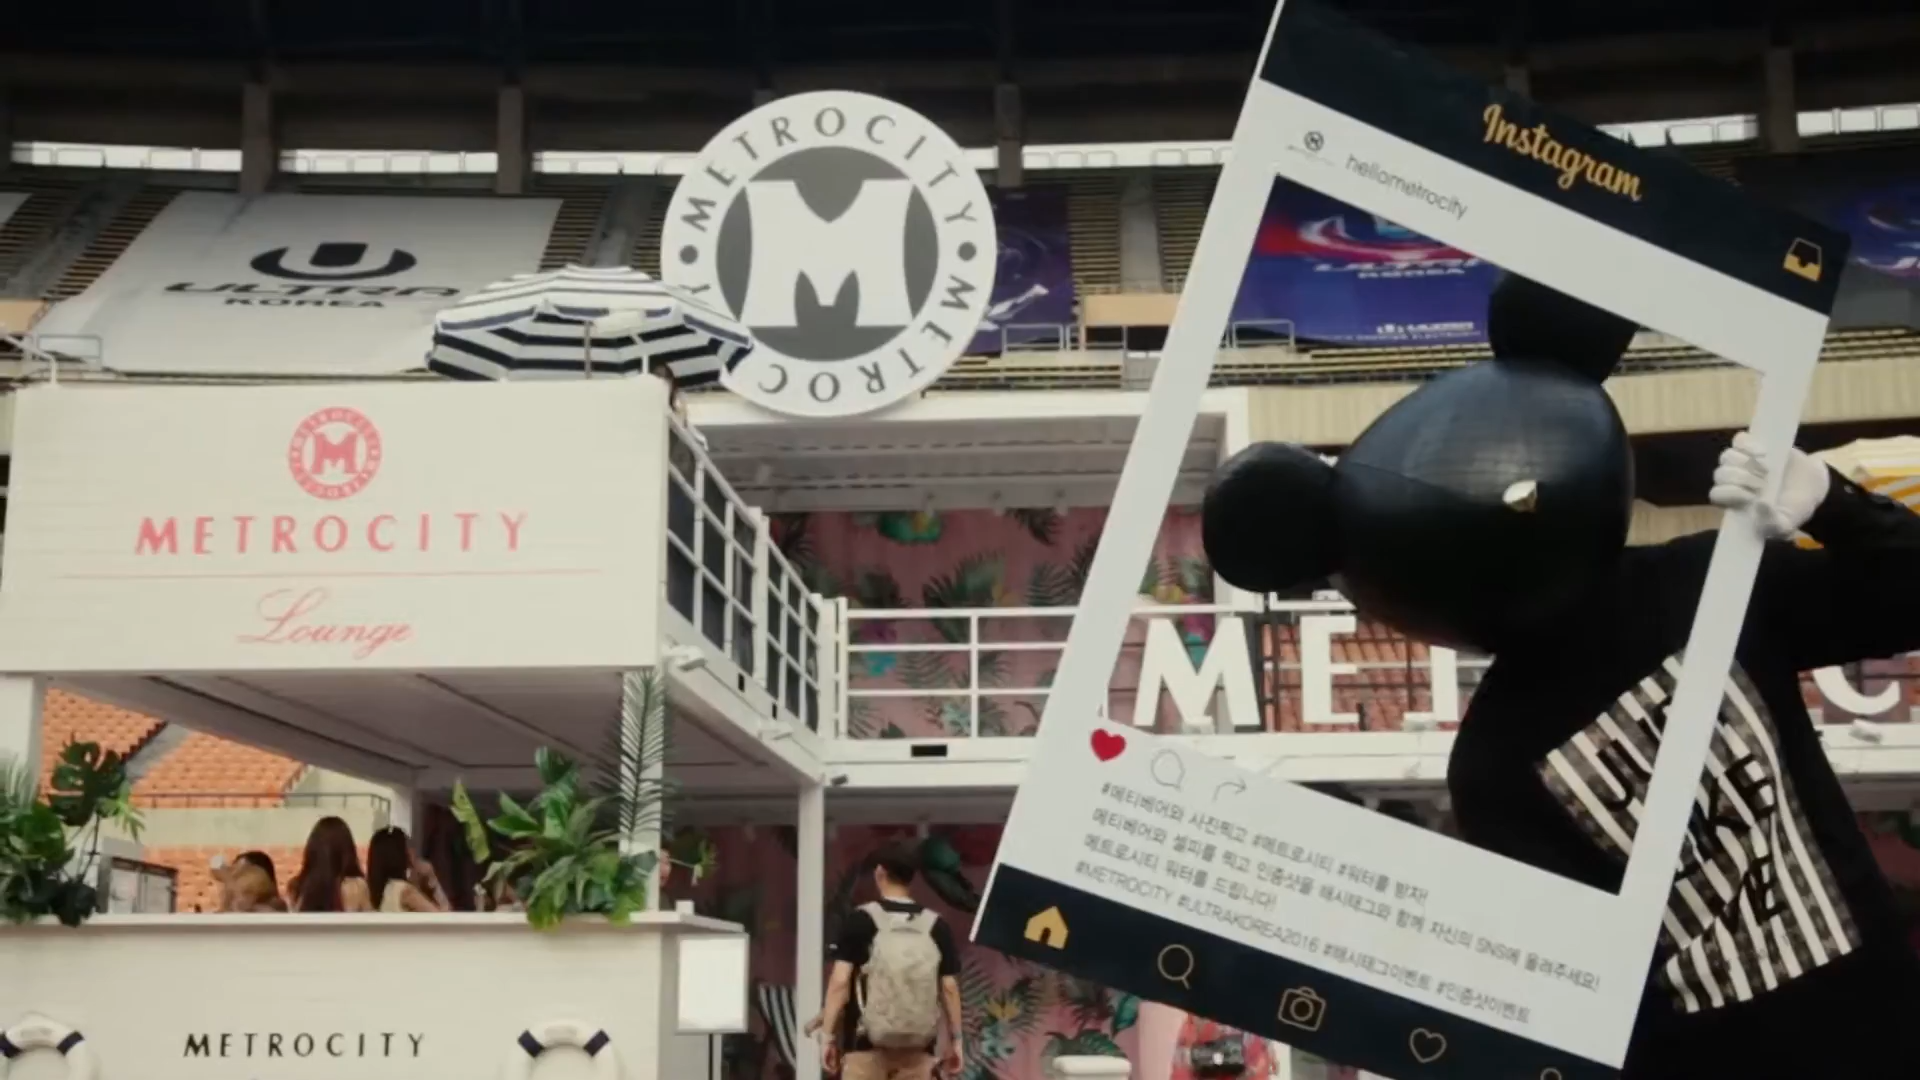 METROCITY METROCITY
M
ULTRA
KOREA
METROCITY
Lounge
METROCITY
Instagram
hellometrocity
ULTRA
KOREA
ME
C
#메티베어와 사진찍고 #메트로시티 #워터를 받자!
메티베어와 셀피를 찍고 인증샷을 해시태그와 함께 자신의 SNS에 올려주세요!
메트로시티 워터를 드립니다!
#METROCITY #ULTRAKOREA2016 #해시태그이벤트 #인증샷이벤트